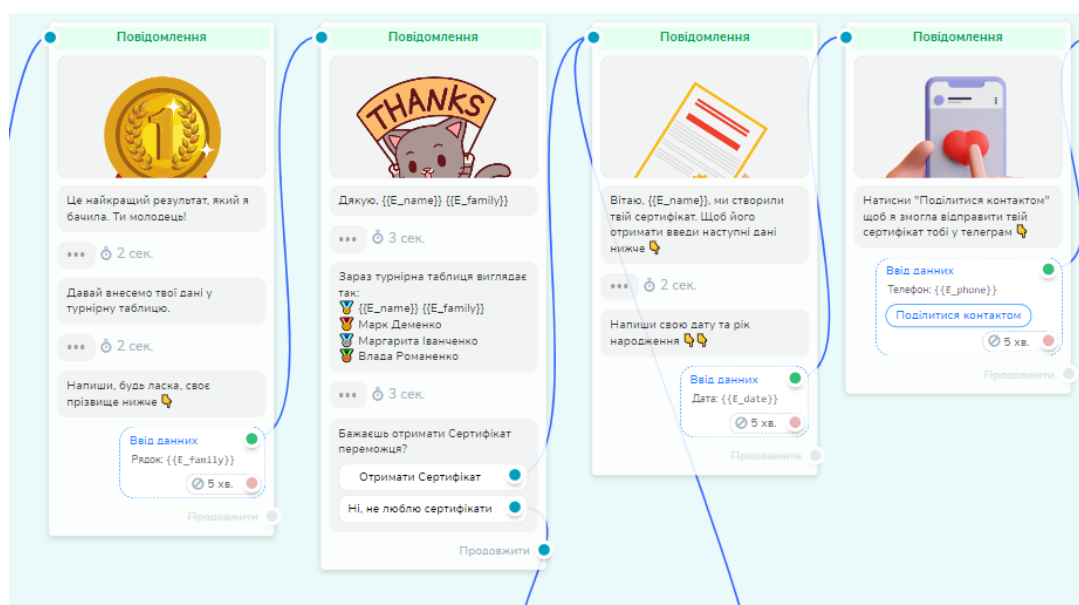 Повідомлення
Це найкращий результат, який я
бачила. Ти молодець!
2 сек.
Давай внесемо твої дані у
турнірну таблицю.
2 сек.
Напиши, будь ласка, своє
прізвище нижче 👇
Ввід данних
Рядок: {{E_family}}
5 хв.
Продовжити
Повідомлення
THANKS
Дякую, {{E_name}} {{E_family}}
3 сек.
Зараз турнірна таблиця виглядає
так:
🏅 {{E_name}} {{E_family}}
🥇 Марк Деменко
🥈 Маргарита Іванченко
🥉 Влада Романенко
3 сек.
Бажаєшь отримати Сертифікат
переможця?
Отримати Сертифікат
Ні, не люблю сертифікати
Продовжити
Повідомлення
Вітаю, {{E_name}}, ми створили
твій сертифікат. Щоб його
отримати введи наступні дані
нижче 👇
2 сек.
Напиши свою дату та рік
народження 👇👇
Ввід данних
Дата: {{E_date}}
5 хв.
Продовжити
Повідомлення
Натисни "Поділитися контактом"
щоб я змогла відправити твій
сертифікат тобі у телеграм 👇
Ввід данних
Телефон: {{E_phone}}
Поділитися контактом
5 хв.
Продовжити